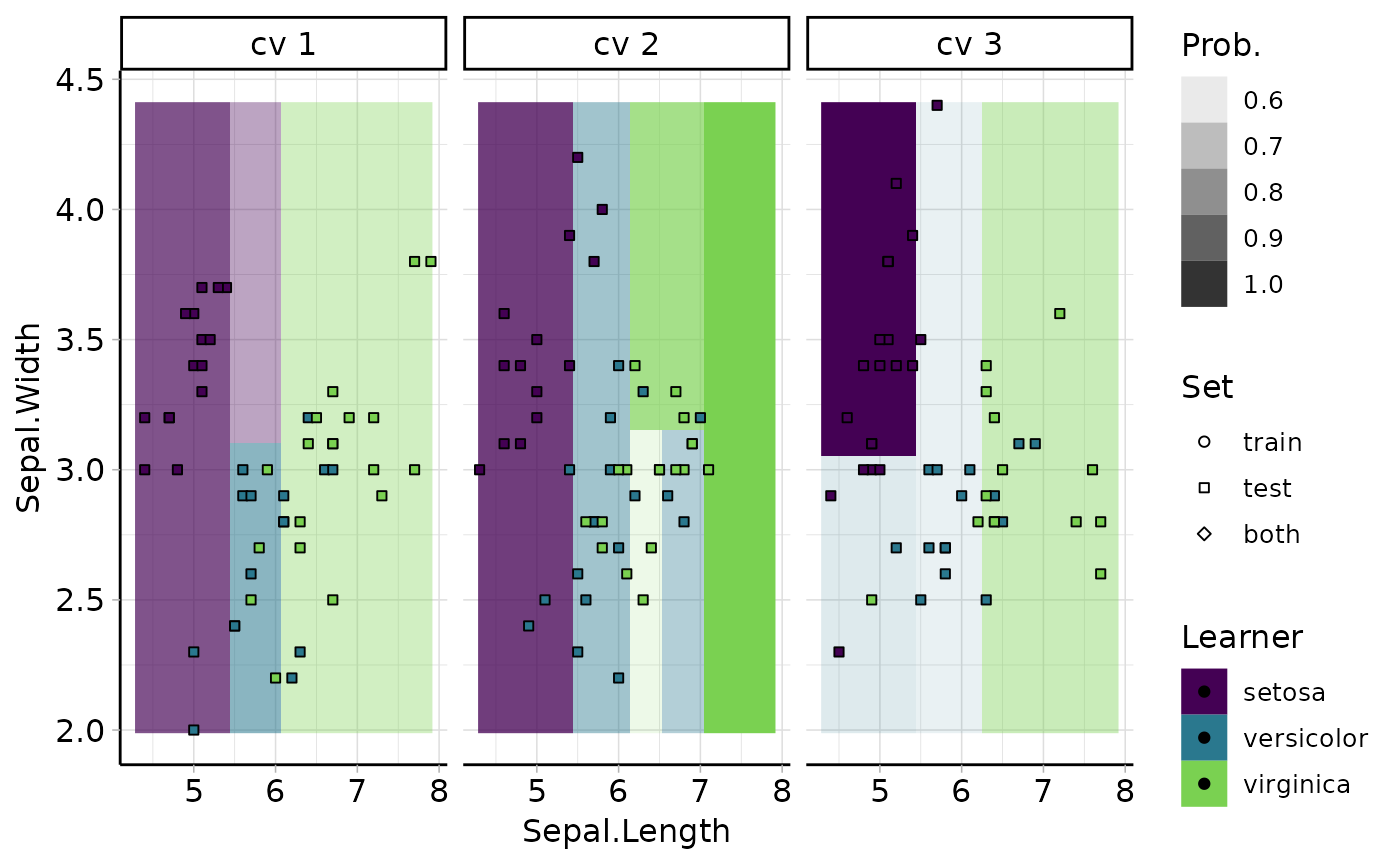 cv 1
cv 2
cv 3
4.5
4.0
3.5
3.0
2.5
2.0
Sepal.Width
5 6 7 8
5 6 7 8
5 6 7 8
Sepal.Length
Prob.
0.6
0.7
0.8
0.9
1.0
Set
train
test
both
Learner
setosa
versicolor
virginica